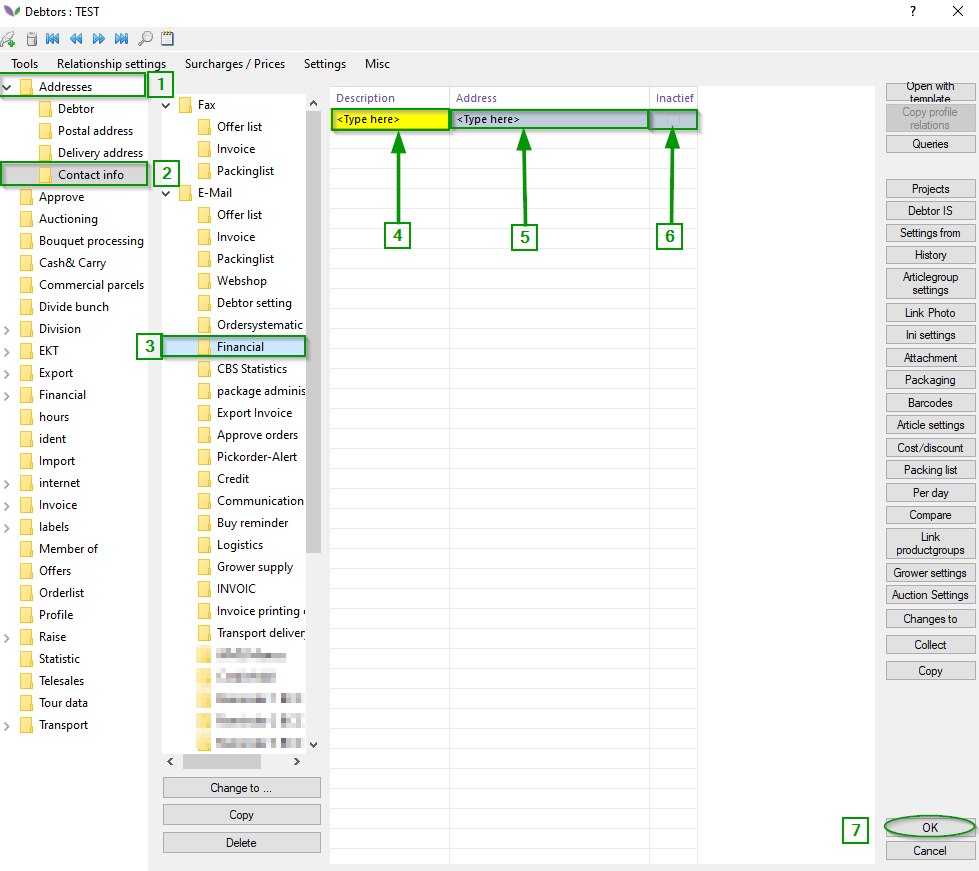 Debtors : TEST
?
Tools Relationship settings Surcharges / Prices Settings Misc
Addresses
1
Debtor
Postal address
Delivery address
Contact info
2
Approve
Auctioning
Bouquet processing
Cash& Carry
Commercial parcels
Divide bunch
Division
EKT
Export
Financial
hours
ident
Import
internet
Invoice
labels
Member of
Offers
Orderlist
Profile
Raise
Statistic
Telesales
Tour data
Transport
Fax
Offer list
Invoice
Packinglist
E-Mail
Offer list
Invoice
Packinglist
Webshop
Debtor setting
Ordersystematic
3
Financial
CBS Statistics
package adminis
Export Invoice
Approve orders
Pickorder-Alert
Credit
Communication
Buy reminder
Logistics
Grower supply
INVOIC
Invoice printing
Transport delivery
Change to ...
Copy
Delete
Description Address Inactief
<Type here> <Type here>
4
5
6
Open with
template
Copy profile
relations
Queries
Projects
Debtor IS
Settings from
History
Articlegroup
settings
Link Photo
Ini settings
Attachment
Packaging
Barcodes
Article settings
Cost/discount
Packing list
Per day
Compare
Link
productgroups
Grower settings
Auction Settings
Changes to
Collect
Copy
7
OK
Cancel